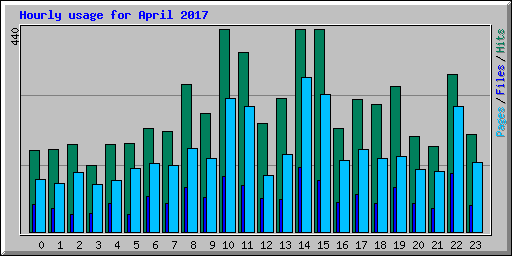 Hourly usage for April 2017
440
Pages/Files/Hits
0 1 2 3 4 5 6 7 8 9 10 11 12 13 14 15 16 17 18 19 20 21 22 23